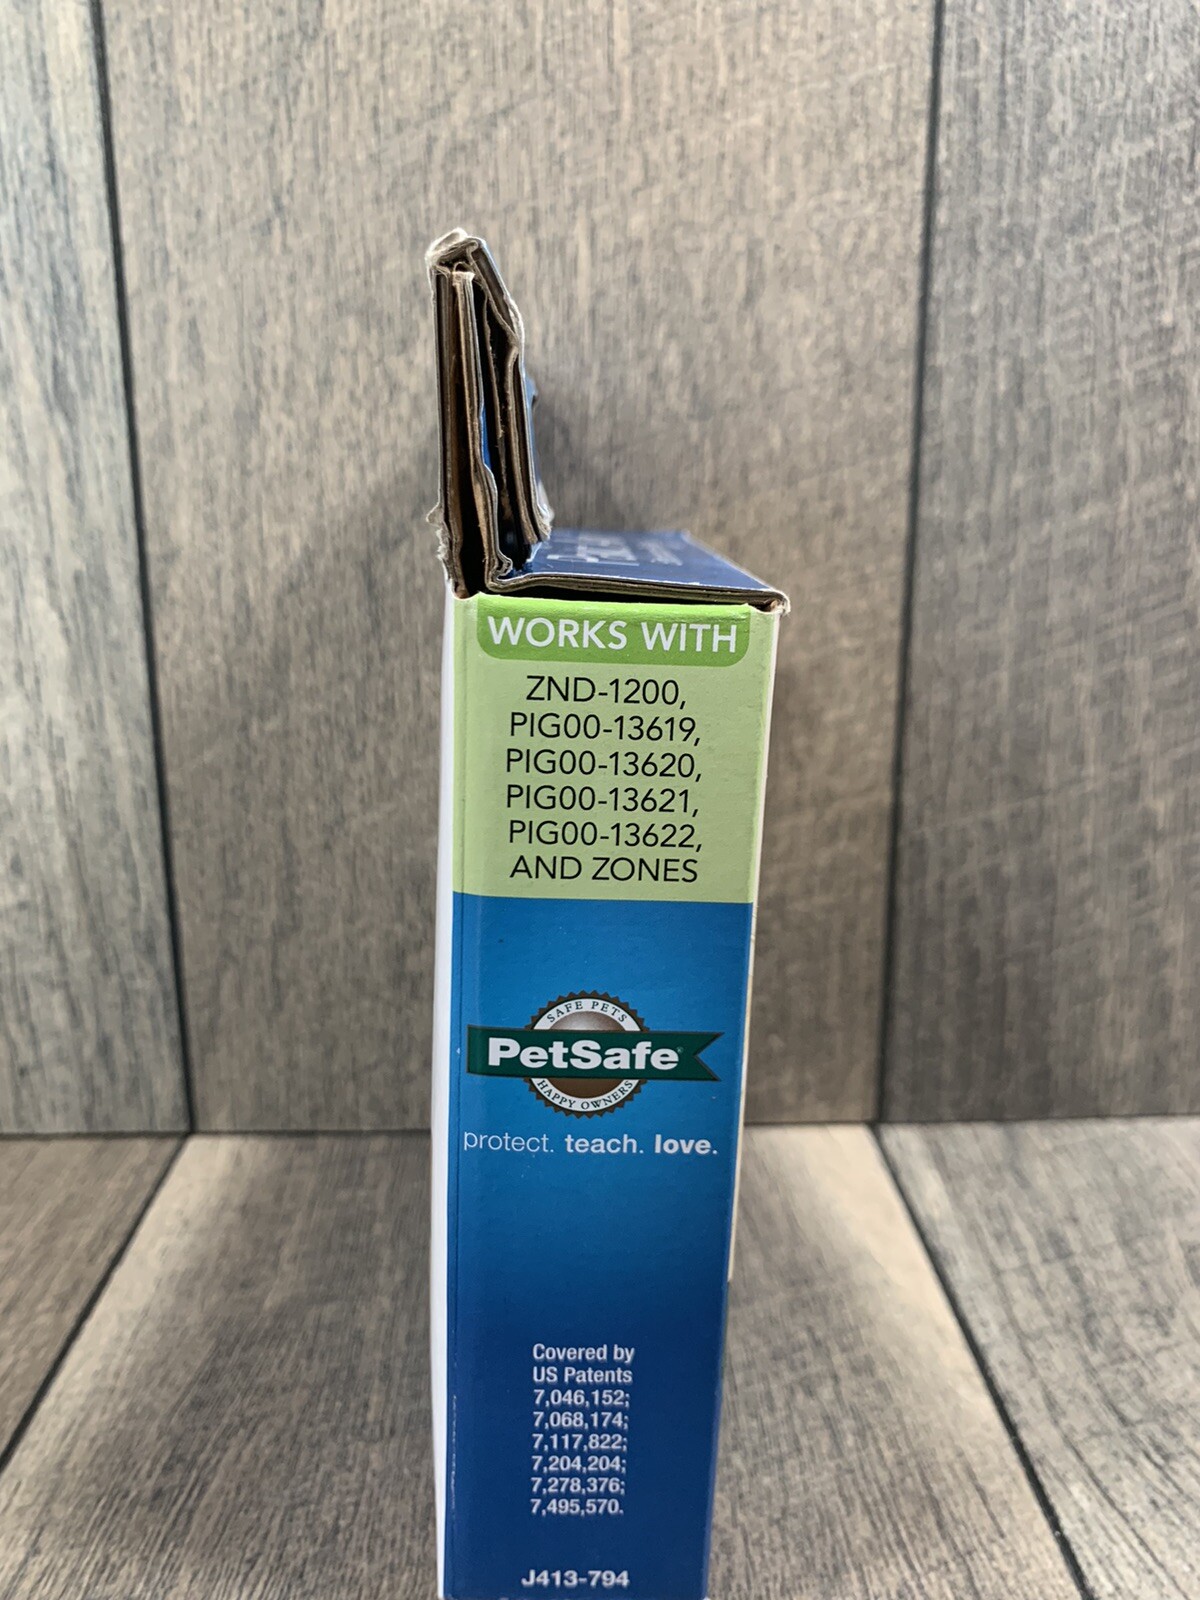 WORKS WITH
ZND-1200,
PIG00-13619,
PIG00-13620,
PIG00-13621,
PIG00-13622,
AND ZONES
SAFE PETS
PetSafe®
HAPPY OWNERS
protect. teach. love.
Covered by
US Patents
7,046,152;
7,068,174;
7,117,822;
7,204,204;
7,278,376;
7,495,570.
J413-794